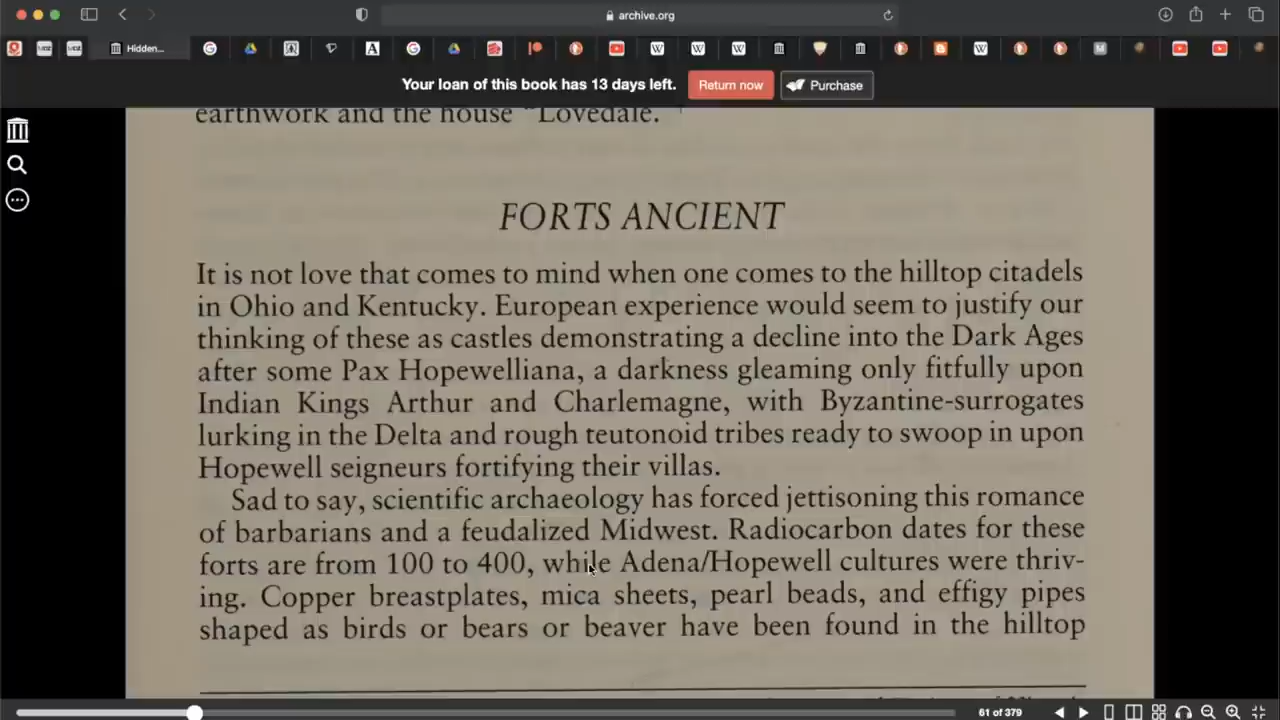 archive.org
Hidden...
Your loan of this book has 13 days left. Return now Purchase
earthwork and the house "Lovedale."
FORTS ANCIENT
It is not love that comes to mind when one comes to the hilltop citadels
in Ohio and Kentucky. European experience would seem to justify our
thinking of these as castles demonstrating a decline into the Dark Ages
after some Pax Hopewelliana, a darkness gleaming only fitfully upon
Indian Kings Arthur and Charlemagne, with Byzantine-surrogates
lurking in the Delta and rough teutonoid tribes ready to swoop in upon
Hopewell seigneurs fortifying their villas.
Sad to say, scientific archaeology has forced jettisoning this romance
of barbarians and a feudalized Midwest. Radiocarbon dates for these
forts are from 100 to 400, while Adena/Hopewell cultures were thriv-
ing. Copper breastplates, mica sheets, pearl beads, and effigy pipes
shaped as birds or bears or beaver have been found in the hilltop
61 of 379